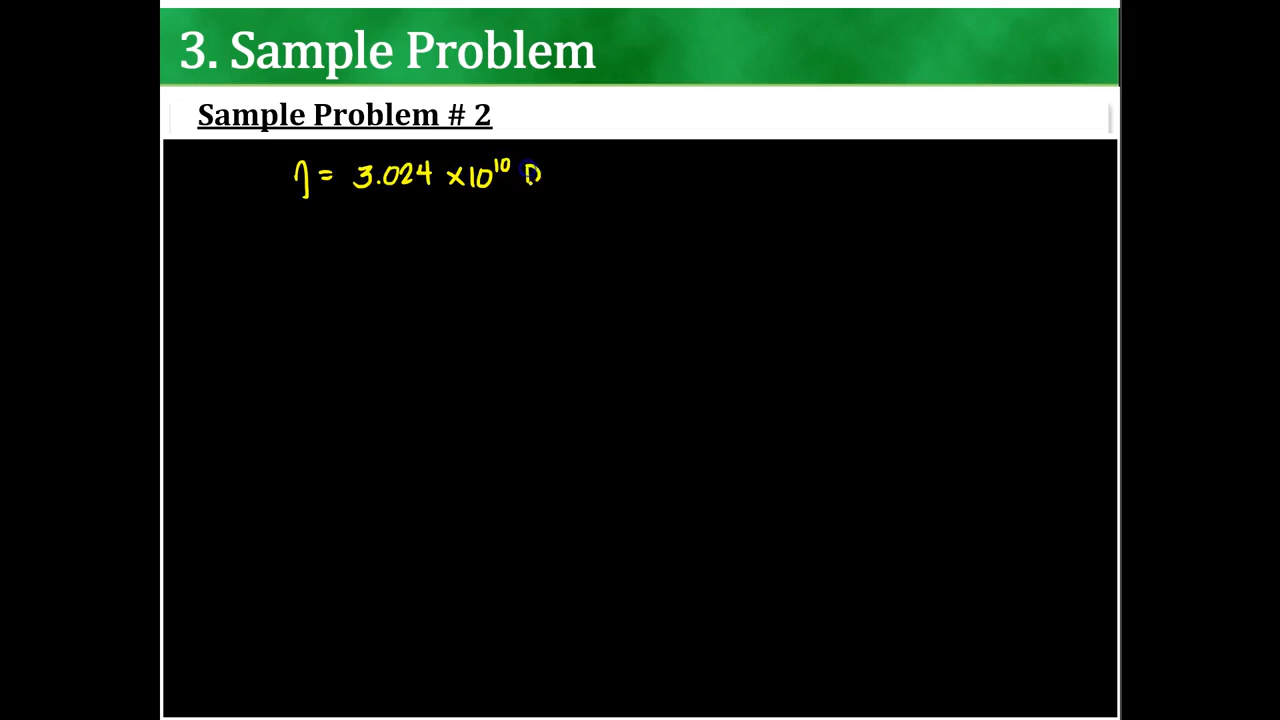 3. Sample Problem
Sample Problem # 2
η = 3.024 ×10¹⁰